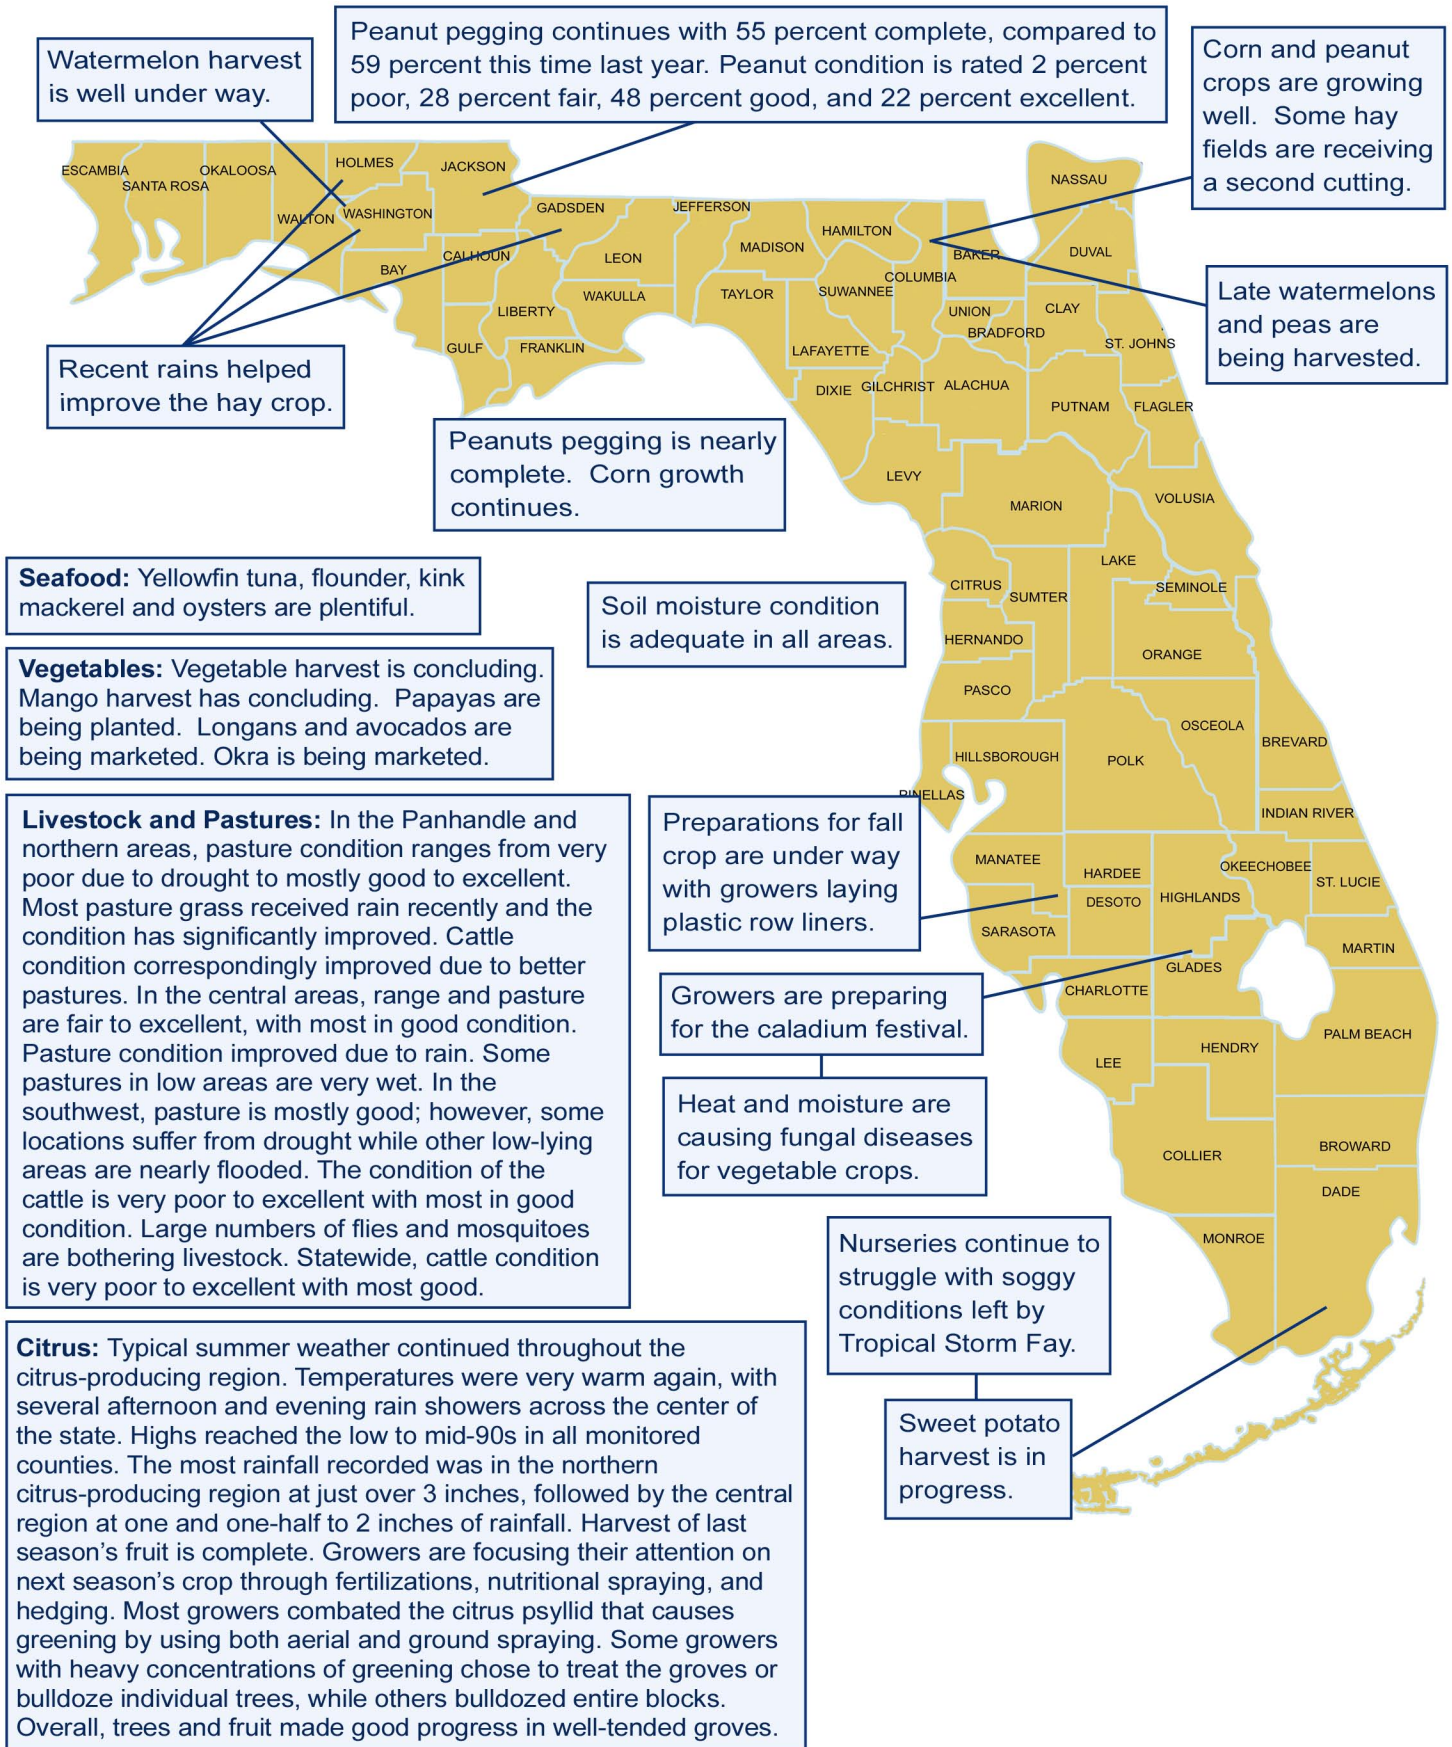 Watermelon harvest
is well under way.
Peanut pegging continues with 55 percent complete, compared to
59 percent this time last year. Peanut condition is rated 2 percent
poor, 28 percent fair, 48 percent good, and 22 percent excellent.
Corn and peanut
crops are growing
well. Some hay
fields are receiving
a second cutting.
ESCAMBIA
SANTA ROSA
OKALOOSA
WALTON
HOLMES
WASHINGTON
JACKSON
BAY
CALHOUN
GULF
LIBERTY
FRANKLIN
GADSDEN
LEON
WAKULLA
JEFFERSON
MADISON
TAYLOR
HAMILTON
SUWANNEE
LAFAYETTE
DIXIE
COLUMBIA
GILCHRIST
BAKER
UNION
BRADFORD
ALACHUA
NASSAU
DUVAL
CLAY
ST. JOHNS
PUTNAM
FLAGLER
LEVY
MARION
VOLUSIA
CITRUS
SUMTER
LAKE
SEMINOLE
HERNANDO
ORANGE
PASCO
OSCEOLA
BREVARD
HILLSBOROUGH
POLK
PINELLAS
INDIAN RIVER
MANATEE
HARDEE
OKEECHOBEE
ST. LUCIE
DESOTO
HIGHLANDS
SARASOTA
MARTIN
GLADES
CHARLOTTE
PALM BEACH
HENDRY
LEE
BROWARD
COLLIER
DADE
MONROE
Late watermelons
and peas are
being harvested.
Recent rains helped
improve the hay crop.
Peanuts pegging is nearly
complete. Corn growth
continues.
Seafood: Yellowfin tuna, flounder, kink
mackerel and oysters are plentiful.
Soil moisture condition
is adequate in all areas.
Vegetables: Vegetable harvest is concluding.
Mango harvest has concluding. Papayas are
being planted. Longans and avocados are
being marketed. Okra is being marketed.
Livestock and Pastures: In the Panhandle and
northern areas, pasture condition ranges from very
poor due to drought to mostly good to excellent.
Most pasture grass received rain recently and the
condition has significantly improved. Cattle
condition correspondingly improved due to better
pastures. In the central areas, range and pasture
are fair to excellent, with most in good condition.
Pasture condition improved due to rain. Some
pastures in low areas are very wet. In the
southwest, pasture is mostly good; however, some
locations suffer from drought while other low-lying
areas are nearly flooded. The condition of the
cattle is very poor to excellent with most in good
condition. Large numbers of flies and mosquitoes
are bothering livestock. Statewide, cattle condition
is very poor to excellent with most good.
Preparations for fall
crop are under way
with growers laying
plastic row liners.
Growers are preparing
for the caladium festival.
Heat and moisture are
causing fungal diseases
for vegetable crops.
Nurseries continue to
struggle with soggy
conditions left by
Tropical Storm Fay.
Sweet potato
harvest is in
progress.
Citrus: Typical summer weather continued throughout the
citrus-producing region. Temperatures were very warm again, with
several afternoon and evening rain showers across the center of
the state. Highs reached the low to mid-90s in all monitored
counties. The most rainfall recorded was in the northern
citrus-producing region at just over 3 inches, followed by the central
region at one and one-half to 2 inches of rainfall. Harvest of last
season’s fruit is complete. Growers are focusing their attention on
next season’s crop through fertilizations, nutritional spraying, and
hedging. Most growers combated the citrus psyllid that causes
greening by using both aerial and ground spraying. Some growers
with heavy concentrations of greening chose to treat the groves or
bulldoze individual trees, while others bulldozed entire blocks.
Overall, trees and fruit made good progress in well-tended groves.